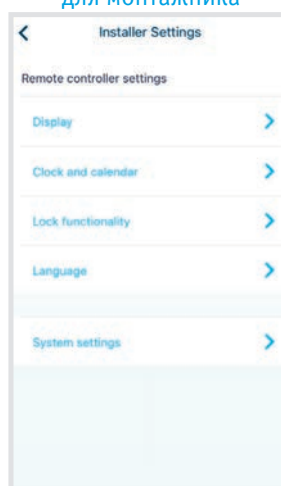 для монтажника
Installer Settings
Remote controller settings
Display
Clock and calendar
Lock functionality
Language
System settings